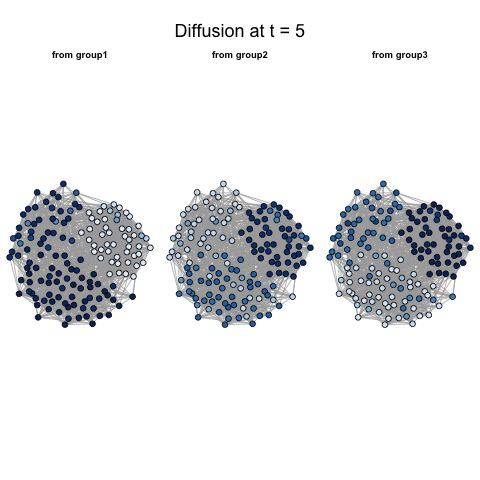 Diffusion at t = 5
from group1
from group2
from group3